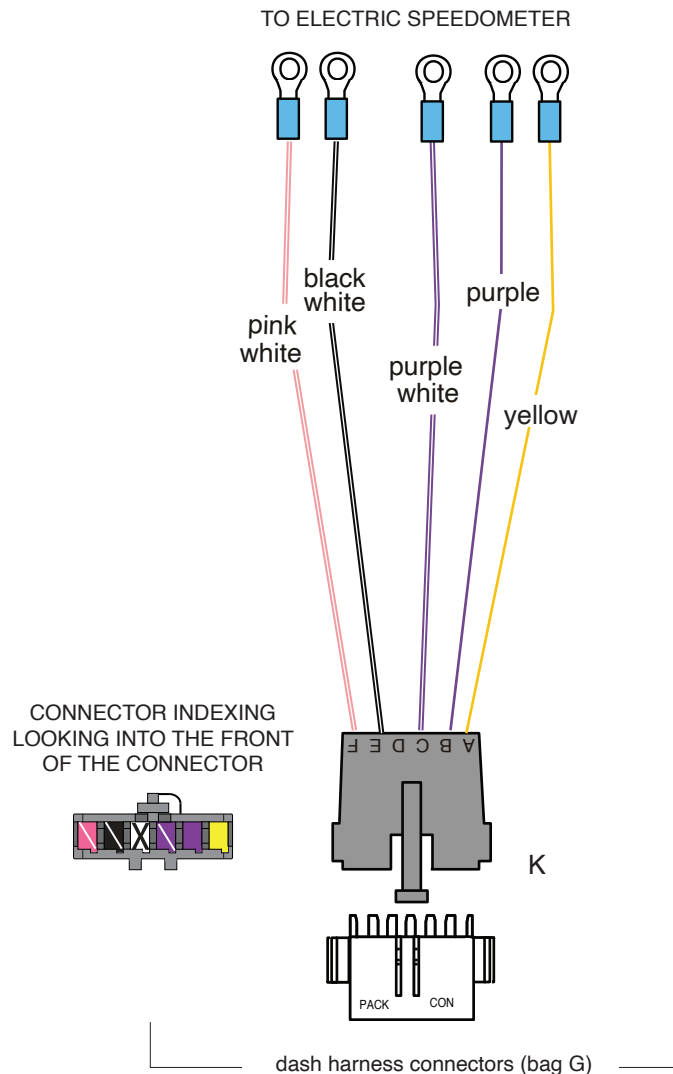 TO ELECTRIC SPEEDOMETER
black
white
purple
pink
white
purple
white
yellow
CONNECTOR INDEXING
LOOKING INTO THE FRONT
OF THE CONNECTOR
F E D C B A
X
K
PACK CON
dash harness connectors (bag G)